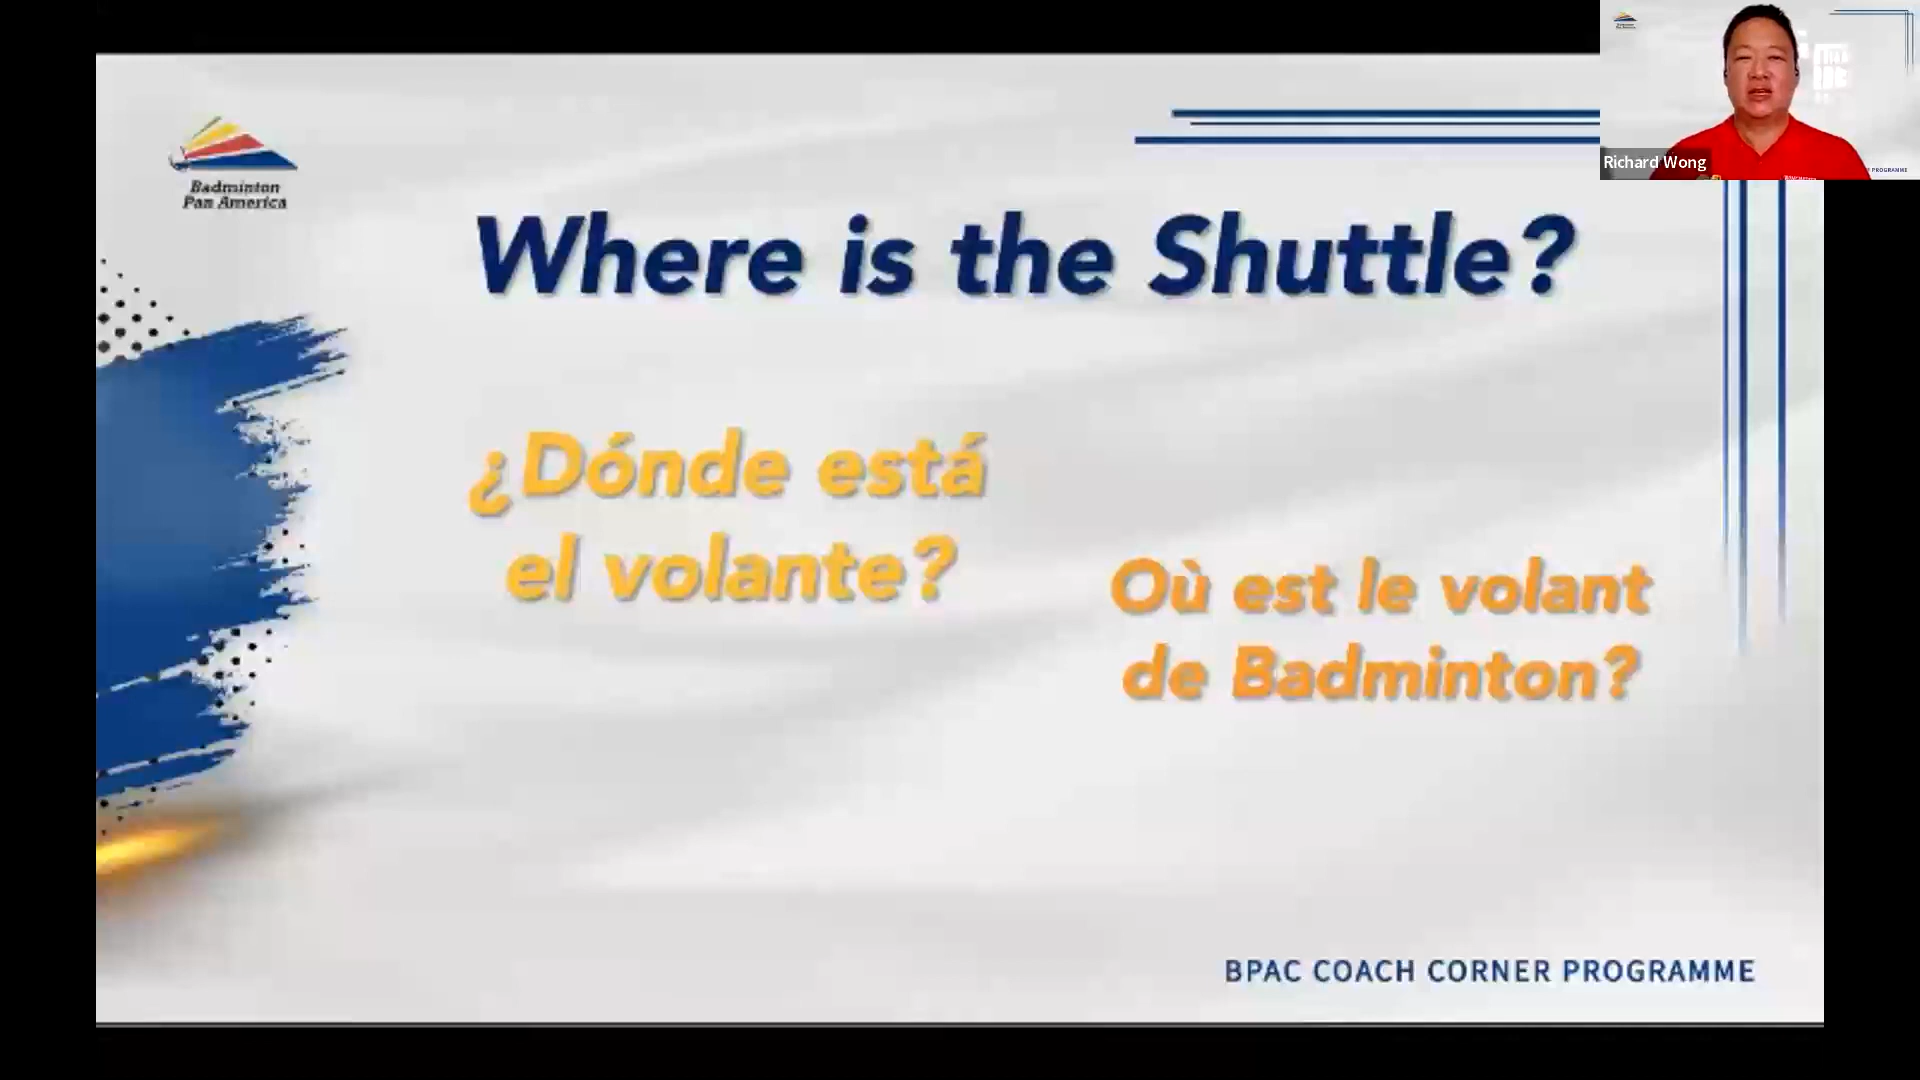 Badminton
Pan America
Where is the Shuttle?
¿Dónde está
el volante?
Où est le volant
de Badminton?
BPAC COACH CORNER PROGRAMME
Richard Wong
PROGRAMME